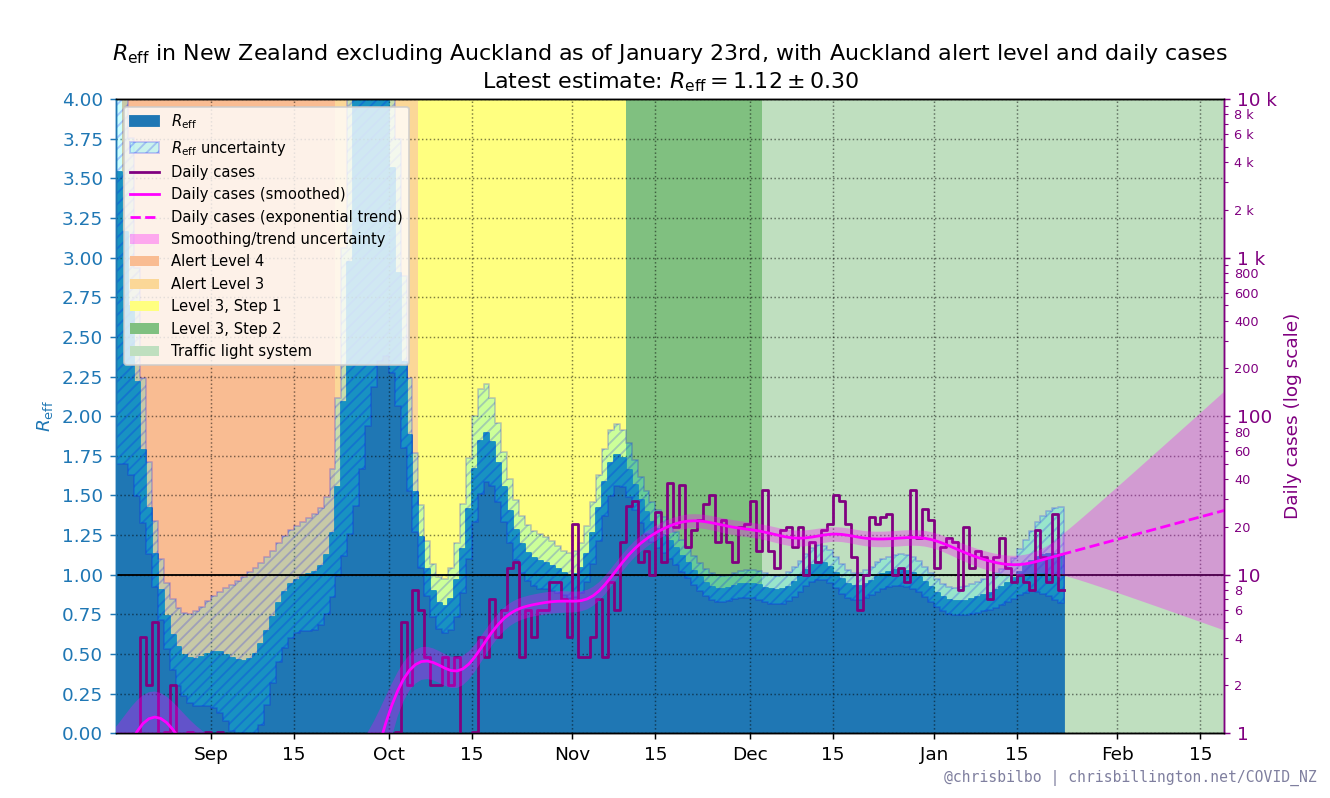 R_eff in New Zealand excluding Auckland as of January 23rd, with Auckland alert level and daily cases
Latest estimate: R_eff = 1.12 ± 0.30
R_eff
R_eff uncertainty
Daily cases
Daily cases (smoothed)
Daily cases (exponential trend)
Smoothing/trend uncertainty
Alert Level 4
Alert Level 3
Level 3, Step 1
Level 3, Step 2
Traffic light system
4.00
3.75
3.50
3.25
3.00
2.75
2.50
2.25
2.00
1.75
1.50
1.25
1.00
0.75
0.50
0.25
0.00
R_eff
10 k
8 k
6 k
4 k
2 k
1 k
800
600
400
200
100
80
60
40
20
10
8
6
4
2
1
Daily cases (log scale)
Sep 15 Oct 15 Nov 15 Dec 15 Jan 15 Feb 15
@chrisbilbo | chrisbillington.net/COVID_NZ